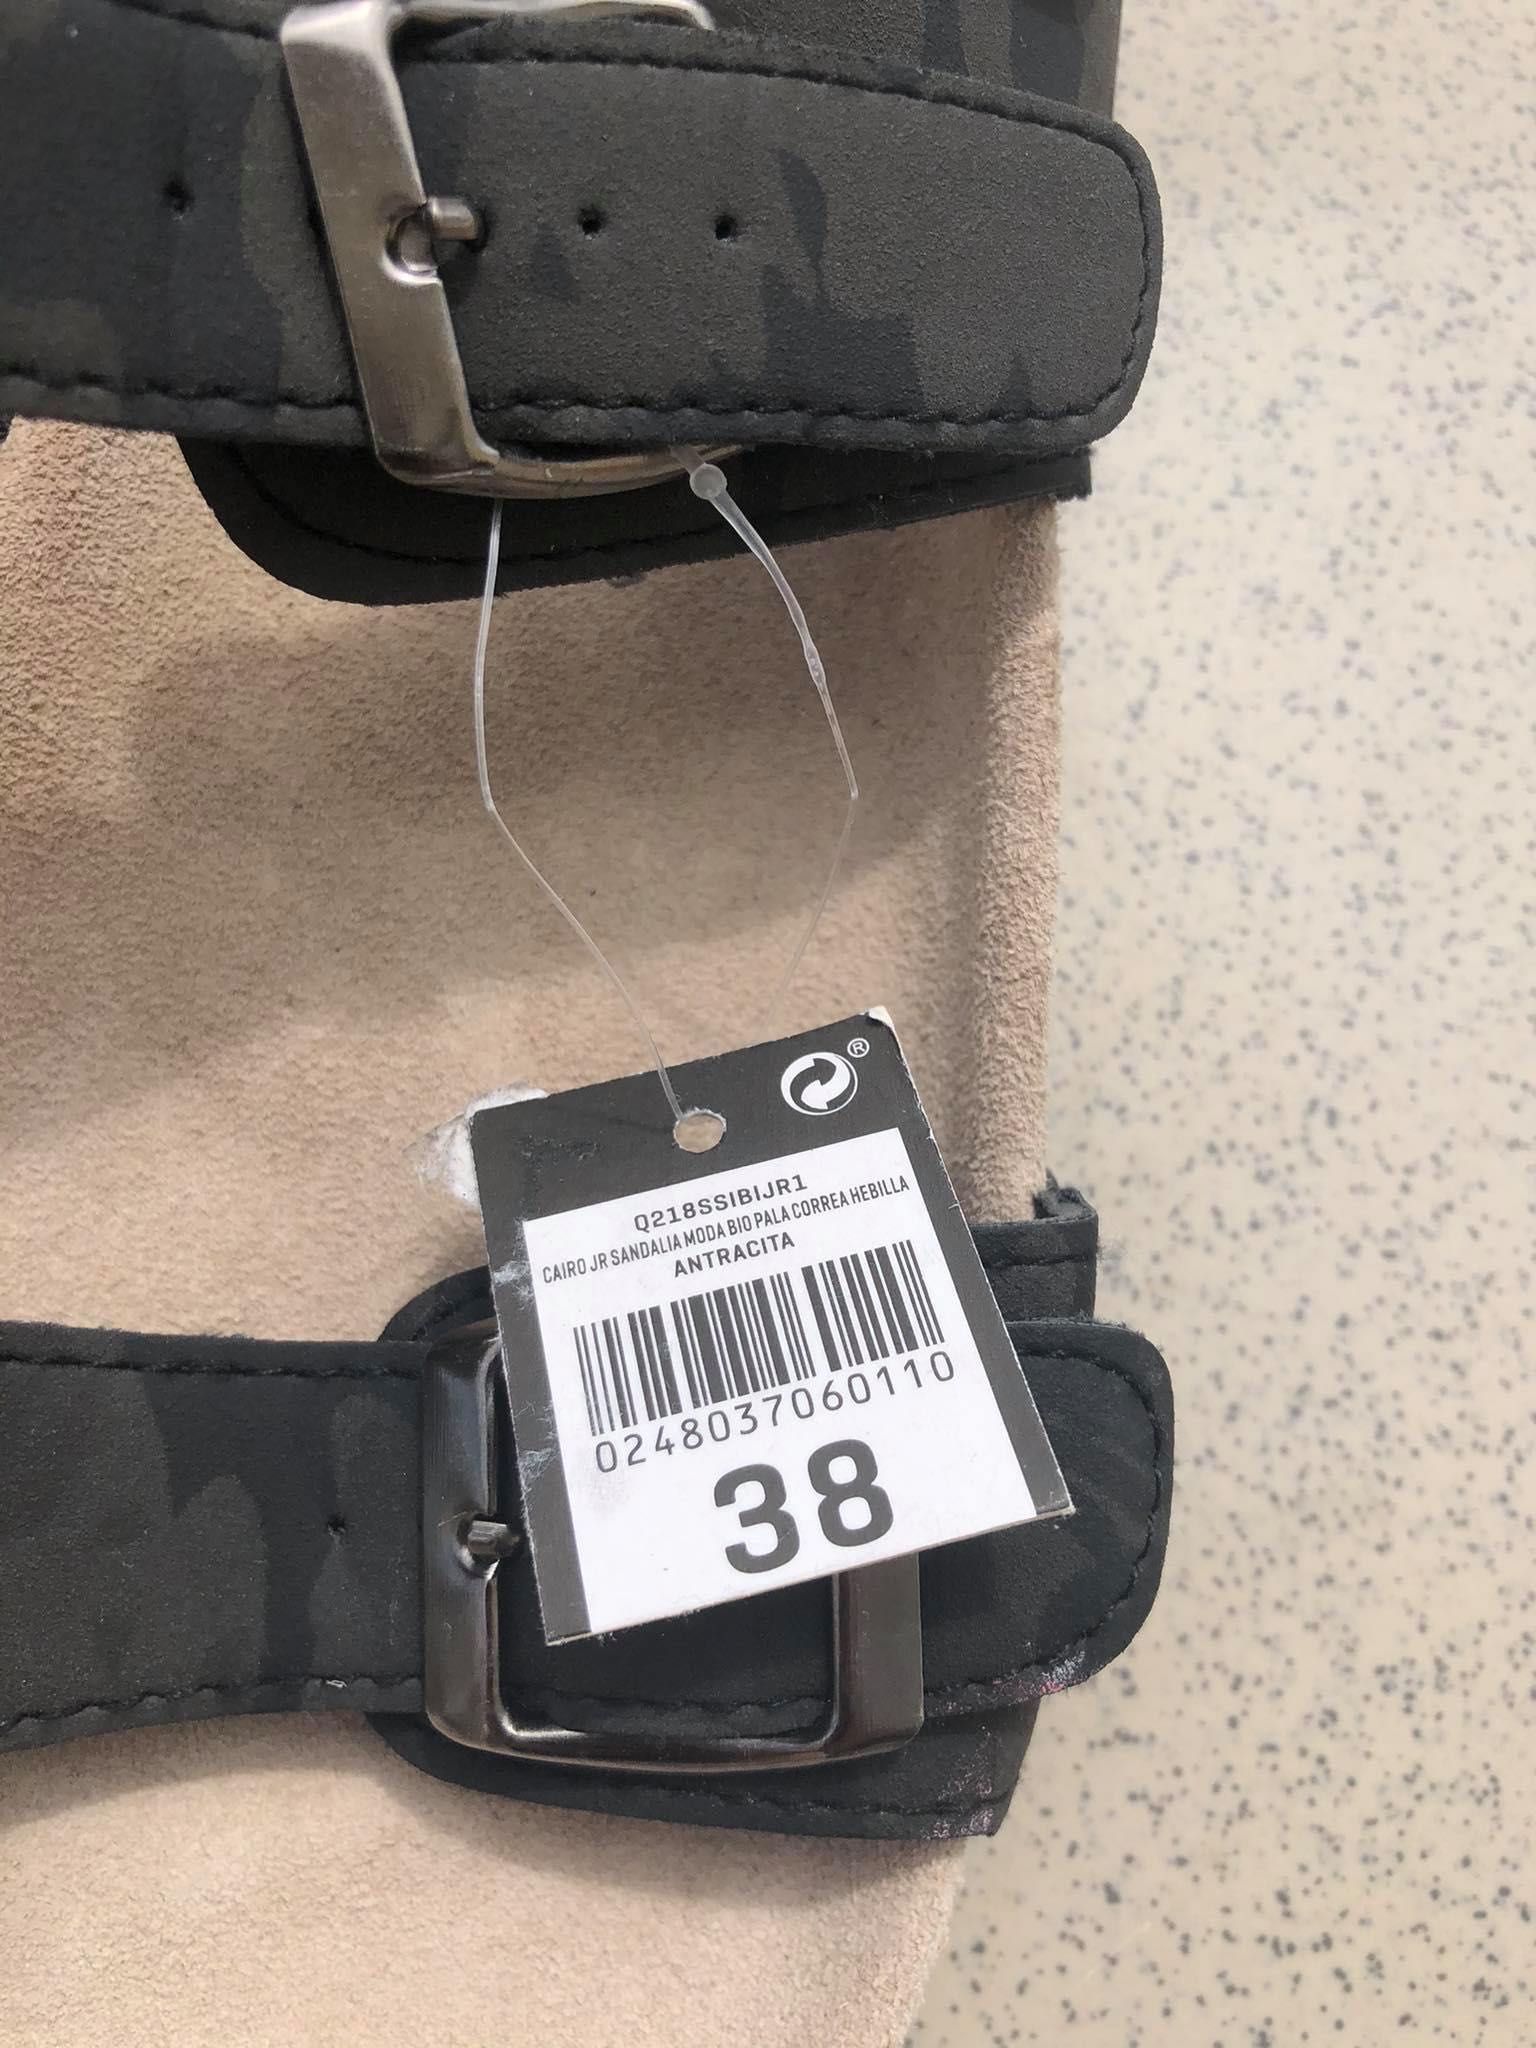 ®
Q218SSIBIJR1
CAIRO JR SANDALIA MODA BIO PALA CORREA HEBILLA
ANTRACITA
0248037060110
38